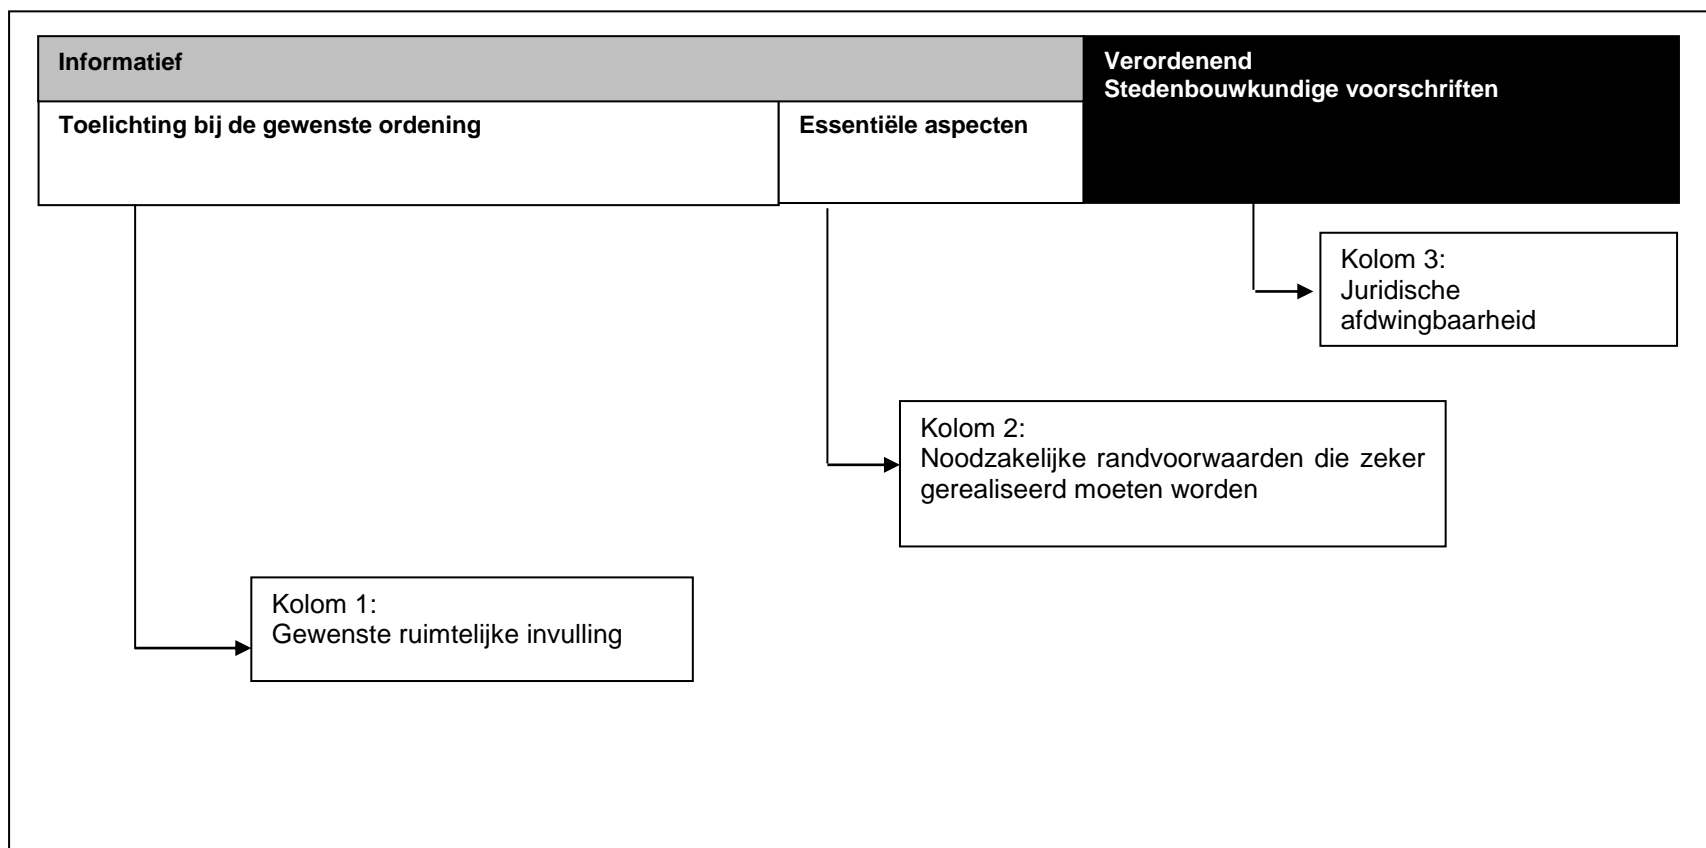 Informatief
Verordenend
Stedenbouwkundige voorschriften
Toelichting bij de gewenste ordening
Essentiële aspecten
Kolom 3:
Juridische
afdwingbaarheid
Kolom 2:
Noodzakelijke randvoorwaarden die zeker
gerealiseerd moeten worden
Kolom 1:
Gewenste ruimtelijke invulling